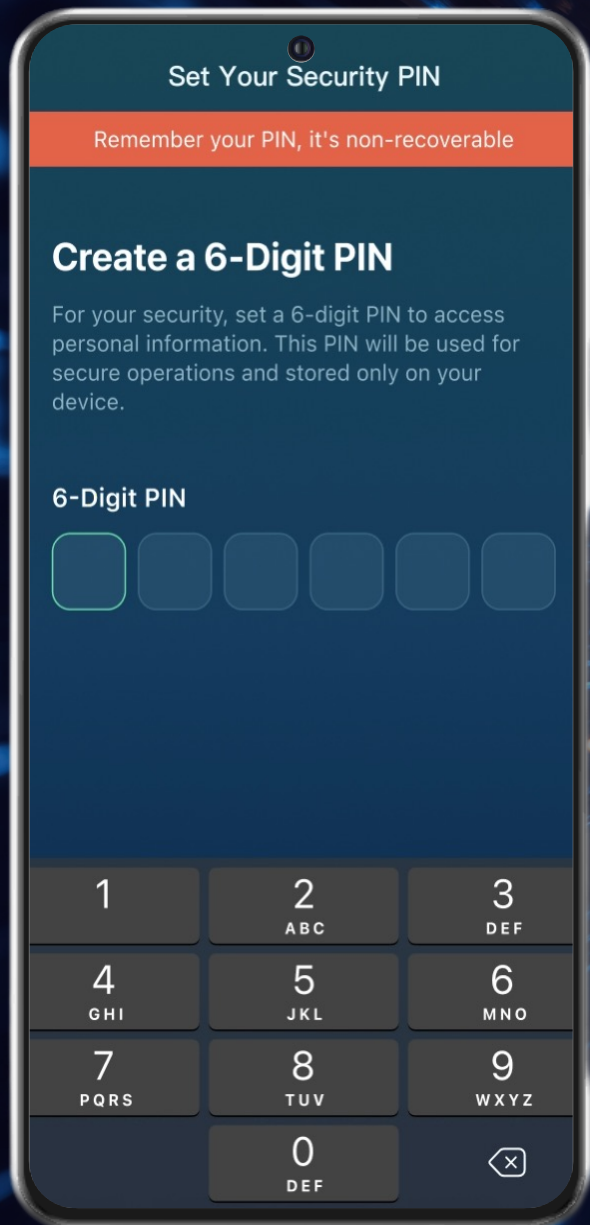 Set Your Security PIN
Remember your PIN, it's non-recoverable
Create a 6-Digit PIN
For your security, set a 6-digit PIN to access
personal information. This PIN will be used for
secure operations and stored only on your
device.
6-Digit PIN
1 2 3
ABC DEF
4 5 6
GHI JKL MNO
7 8 9
PQRS TUV WXYZ
0
DEF